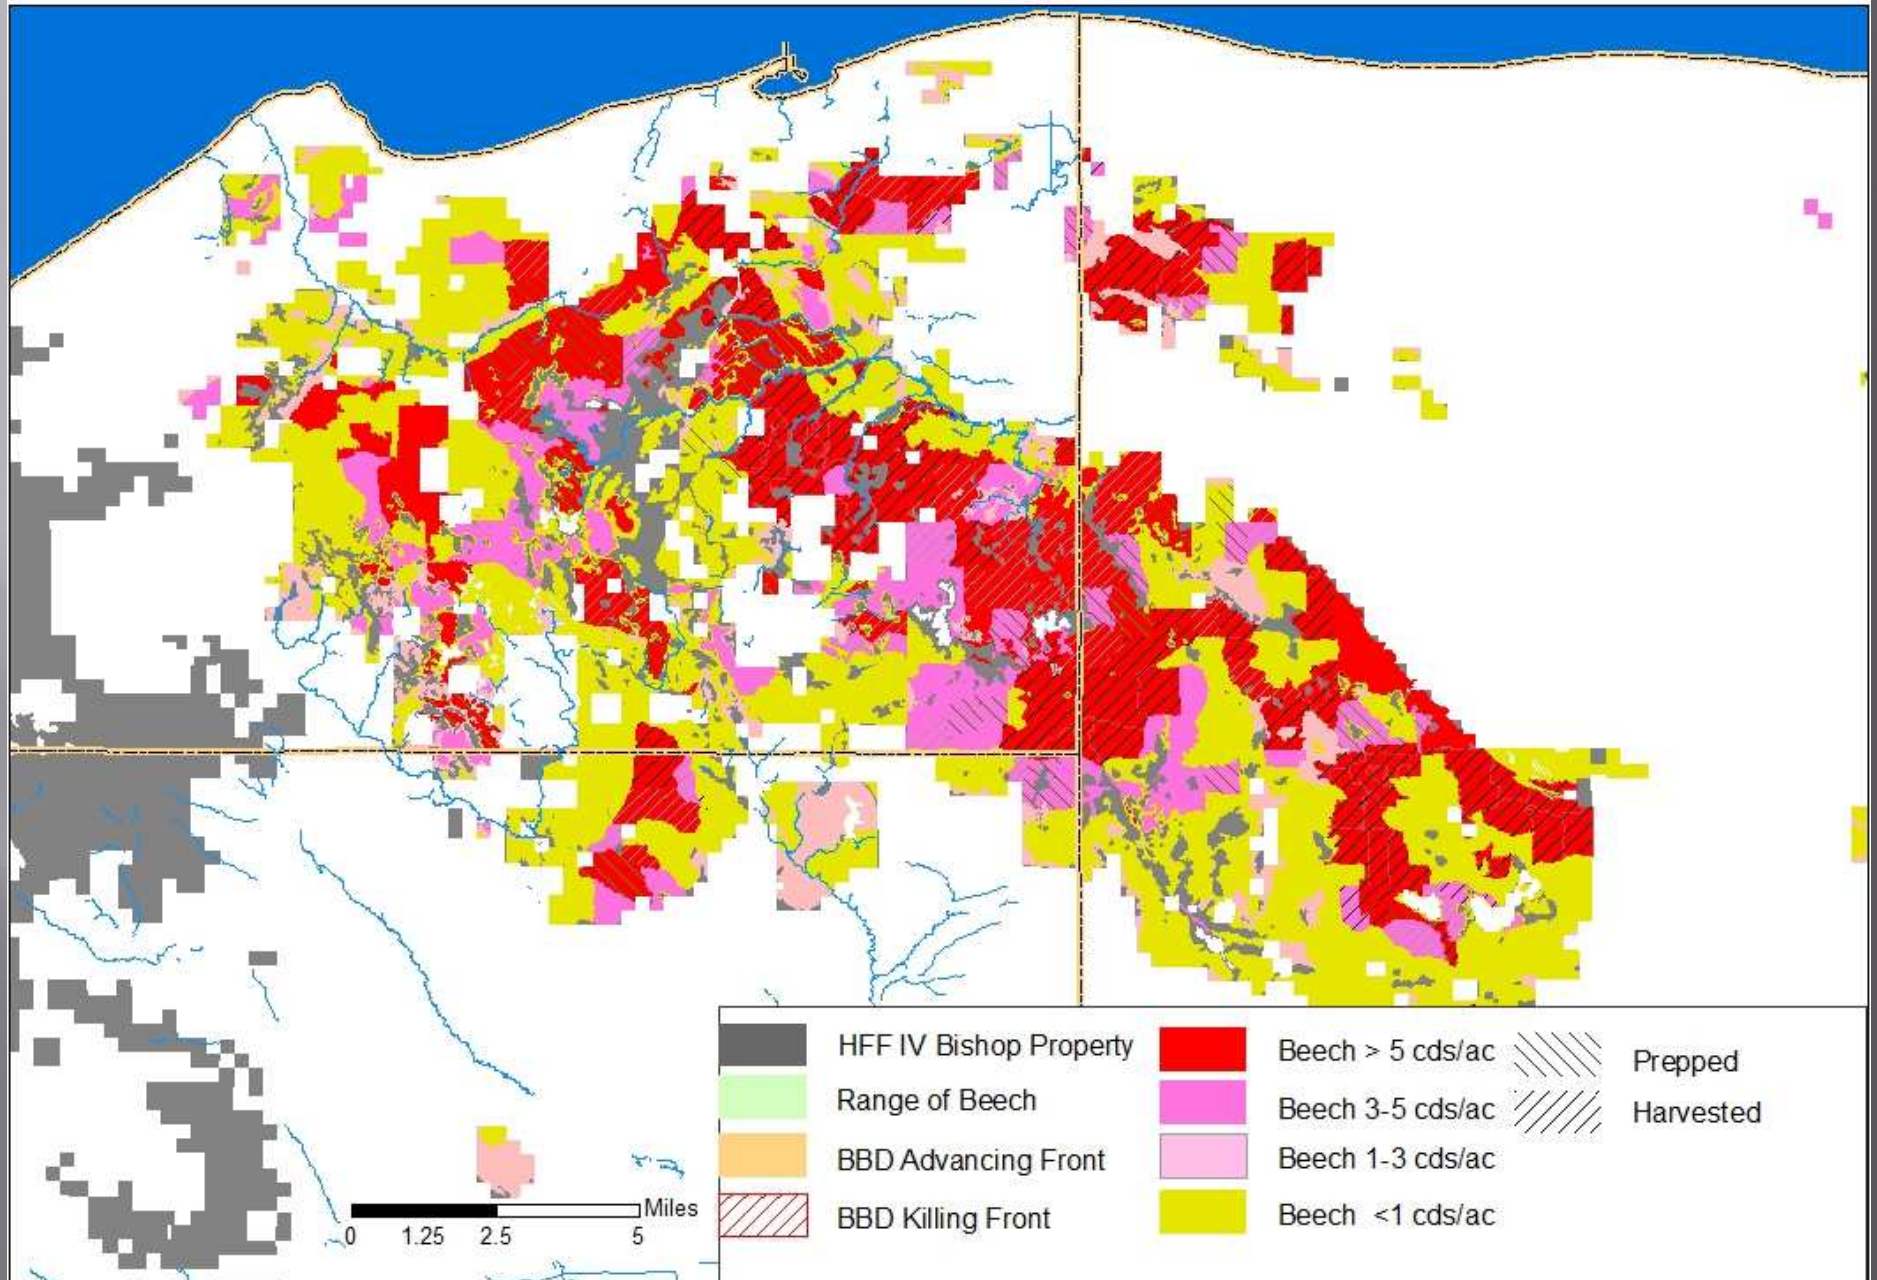 HFF IV Bishop Property
Range of Beech
BBD Advancing Front
BBD Killing Front
Beech > 5 cds/ac
Beech 3-5 cds/ac
Beech 1-3 cds/ac
Beech <1 cds/ac
Prepped
Harvested
Miles
0 1.25 2.5 5